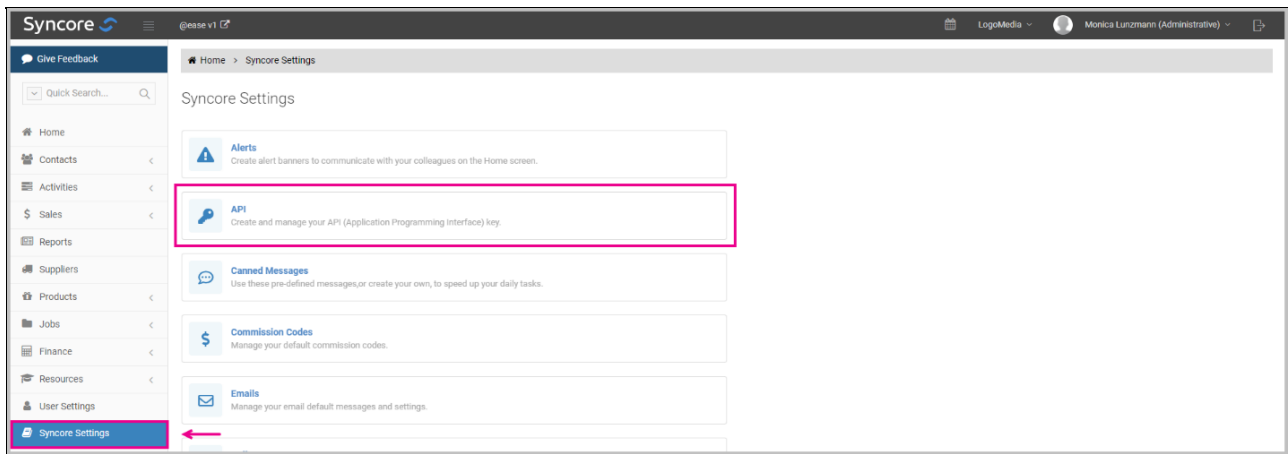 Syncore
@ease v1
LogoMedia
Monica Lunzmann (Administrative)
Give Feedback
Home > Syncore Settings
Quick Search...
Syncore Settings
Home
Contacts
Activities
$ Sales
Reports
Suppliers
Products
Jobs
Finance
Resources
User Settings
Syncore Settings
Alerts
Create alert banners to communicate with your colleagues on the Home screen.
API
Create and manage your API (Application Programming Interface) key.
Canned Messages
Use these pre-defined messages,or create your own, to speed up your daily tasks.
$
Commission Codes
Manage your default commission codes.
Emails
Manage your email default messages and settings.